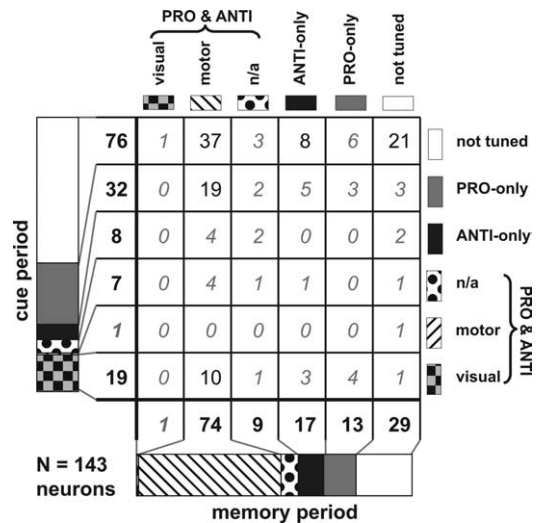 PRO & ANTI
visual motor n/a ANTI-only PRO-only not tuned
76 1 37 3 8 6 21 not tuned
32 0 19 2 5 3 3 PRO-only
8 0 4 2 0 0 2 ANTI-only
7 0 4 1 1 0 1 n/a
1 0 0 0 0 0 1 motor
19 0 10 1 3 4 1 visual
PRO & ANTI
cue period
1 74 9 17 13 29
N = 143
neurons
memory period